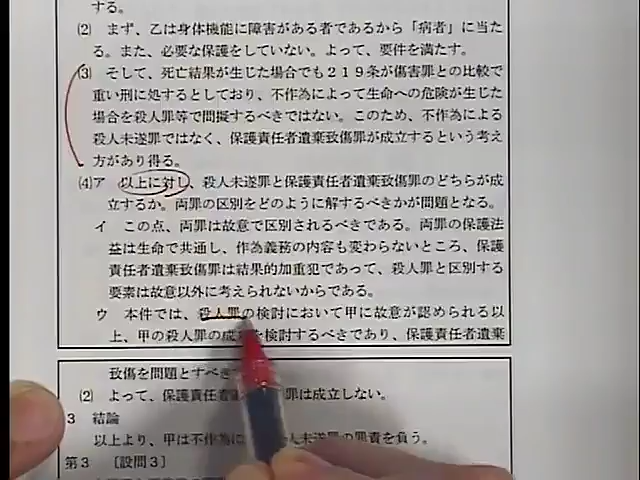 する。
⑵ まず、乙は身体機能に障害がある者であるから「病者」に当た
る。また、必要な保護をしていない。よって、要件を満たす。
⑶ そして、死亡結果が生じた場合でも219条が傷害罪との比較で
重い刑に処するとしており、不作為によって生命への危険が生じた
場合を殺人罪等で問擬するべきではない。このため、不作為による
殺人未遂罪ではなく、保護責任者遺棄致傷罪が成立するという考え
方があり得る。
⑷ア 以上に対し、殺人未遂罪と保護責任者遺棄致傷罪のどちらが成
立するか。両罪の区別をどのように解するべきかが問題となる。
イ この点、両罪は故意で区別されるべきである。両罪の保護法
益は生命で共通し、作為義務の内容も変わらないところ、保護
責任者遺棄致傷罪は結果的加重犯であって、殺人罪と区別する
要素は故意以外に考えられないからである。
ウ 本件では、殺人罪の検討において甲に故意が認められる以
上、甲の殺人罪の成 を検討するべきであり、保護責任者遺棄
致傷を問題とすべき
⑵ よって、保護責任者 罪は成立しない。
3 結論
以上より、甲は不作為に 人未遂罪の罪責を負う。
第3 〔設問3〕